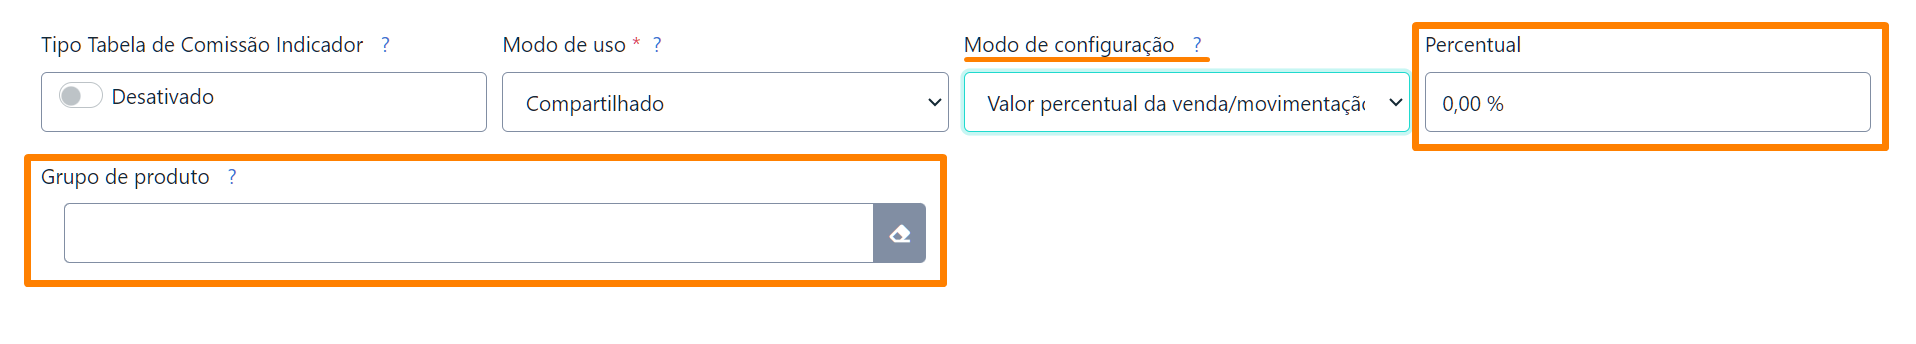 Tipo Tabela de Comissão Indicador ?
Modo de uso * ?
Modo de configuração ?
Percentual
Desativado
Compartilhado
Valor percentual da venda/movimentaçã
0,00 %
Grupo de produto ?